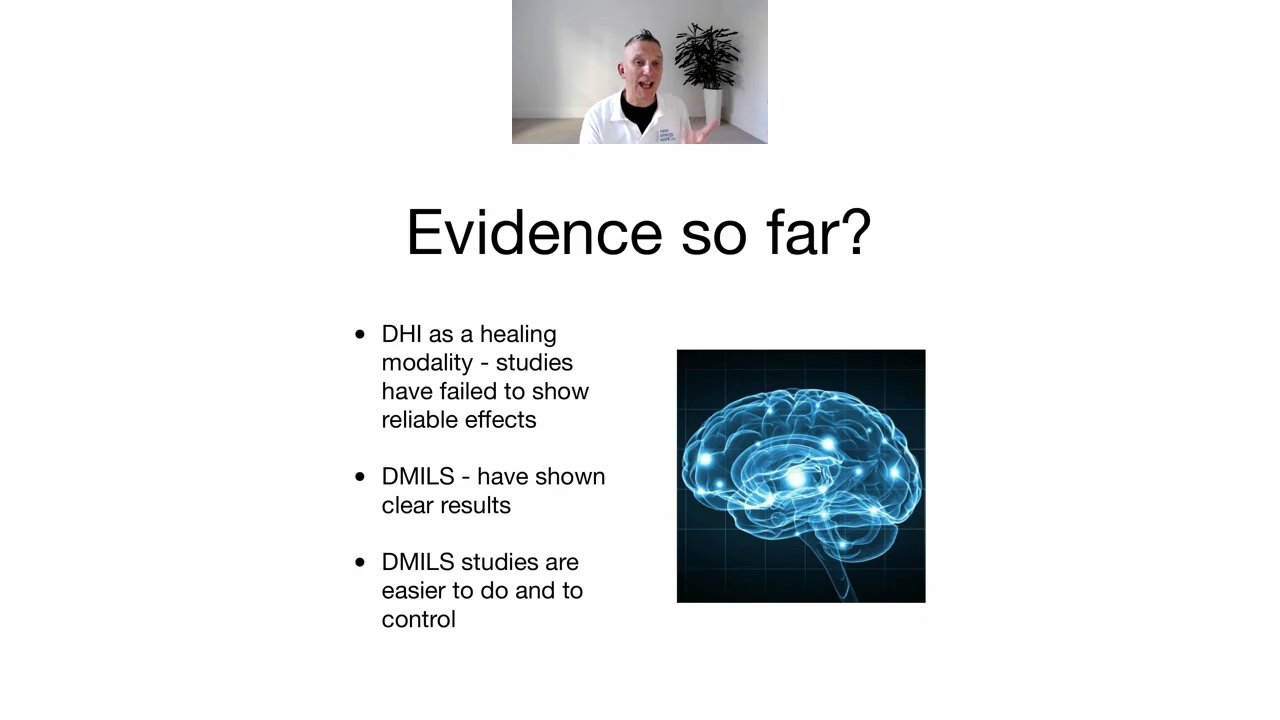 Evidence so far?
• DHI as a healing
modality - studies
have failed to show
reliable effects
• DMILS - have shown
clear results
• DMILS studies are
easier to do and to
control